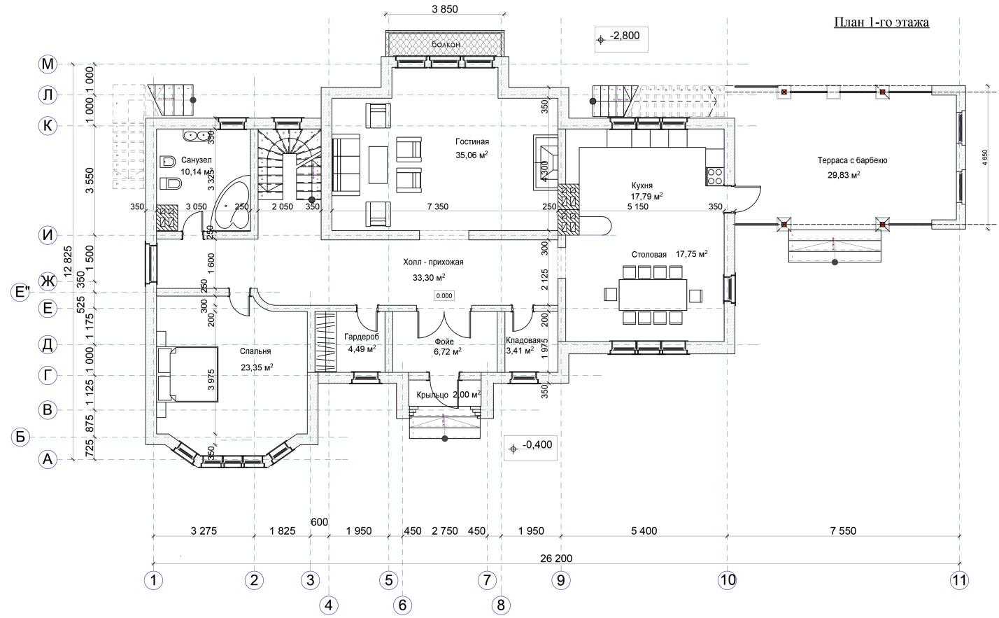 3 850
План 1-го этажа
-2,800
балкон
М
Л
К
И
Ж
Е"
Е
Д
Г
В
Б
А
1 000
1 000
3 550
12 825
1 500
350
525
1 175
1 000
1 125
875
725
350
350
4 650
Санузел
10,14 м²
3 325
Гостиная
35,06 м²
4 300
Терраса с барбекю
29,83 м²
Кухня
17,79 м²
350
3 050
250
2 050
350
7 350
250
5 150
350
250
300
Столовая 17,75 м²
1 600
Холл - прихожая
33,30 м²
2 125
250
0.000
300
200
200
Гардероб
4,49 м²
Фойе
6,72 м²
Кладовая
3,41 м²
1 975
Спальня
23,35 м²
3 975
Крыльцо 2,00 м²
350
-0,400
350
3 275
1 825
600
1 950
450
2 750
450
1 950
5 400
7 550
26 200
1
2
3
4
5
6
7
8
9
10
11